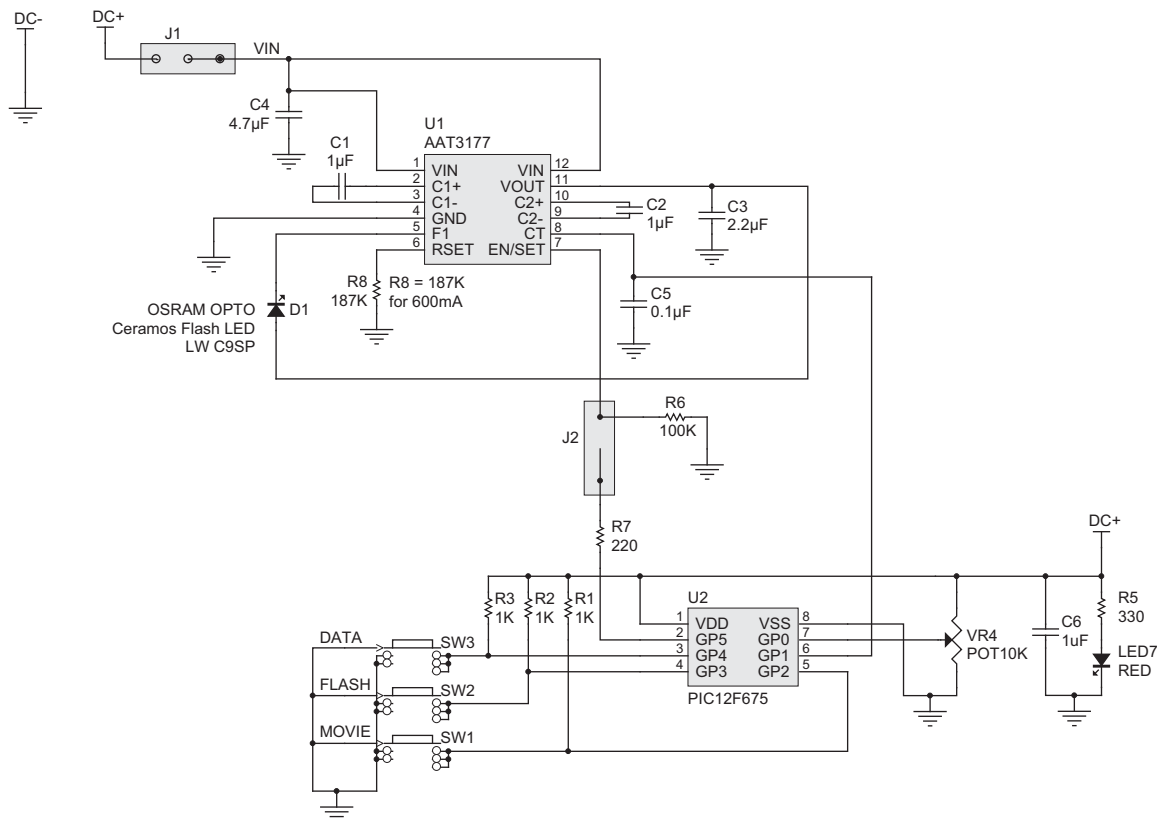 DC-
DC+
J1
VIN
C4
4.7µF
U1
AAT3177
C1
1µF
1
VIN
VIN
12
2
C1+
VOUT
11
3
C1-
C2+
10
4
GND
C2-
9
5
F1
CT
8
6
RSET
EN/SET
7
C2
1µF
C3
2.2µF
R8
187K
R8 = 187K
for 600mA
C5
0.1µF
OSRAM OPTO
Ceramos Flash LED
LW C9SP
D1
J2
R6
100K
R7
220
DC+
R3
1K
R2
1K
R1
1K
U2
1
VDD
VSS
8
2
GP5
GP0
7
3
GP4
GP1
6
4
GP3
GP2
5
PIC12F675
VR4
POT10K
C6
1uF
R5
330
LED7
RED
DATA
SW3
FLASH
SW2
MOVIE
SW1